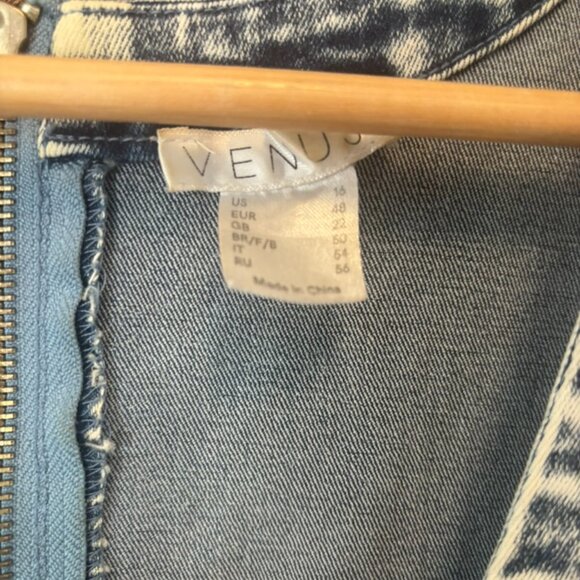 VENUS
US 16
EUR 48
GB 22
BR/F/B 50
IT 54
RU 56
Made in China